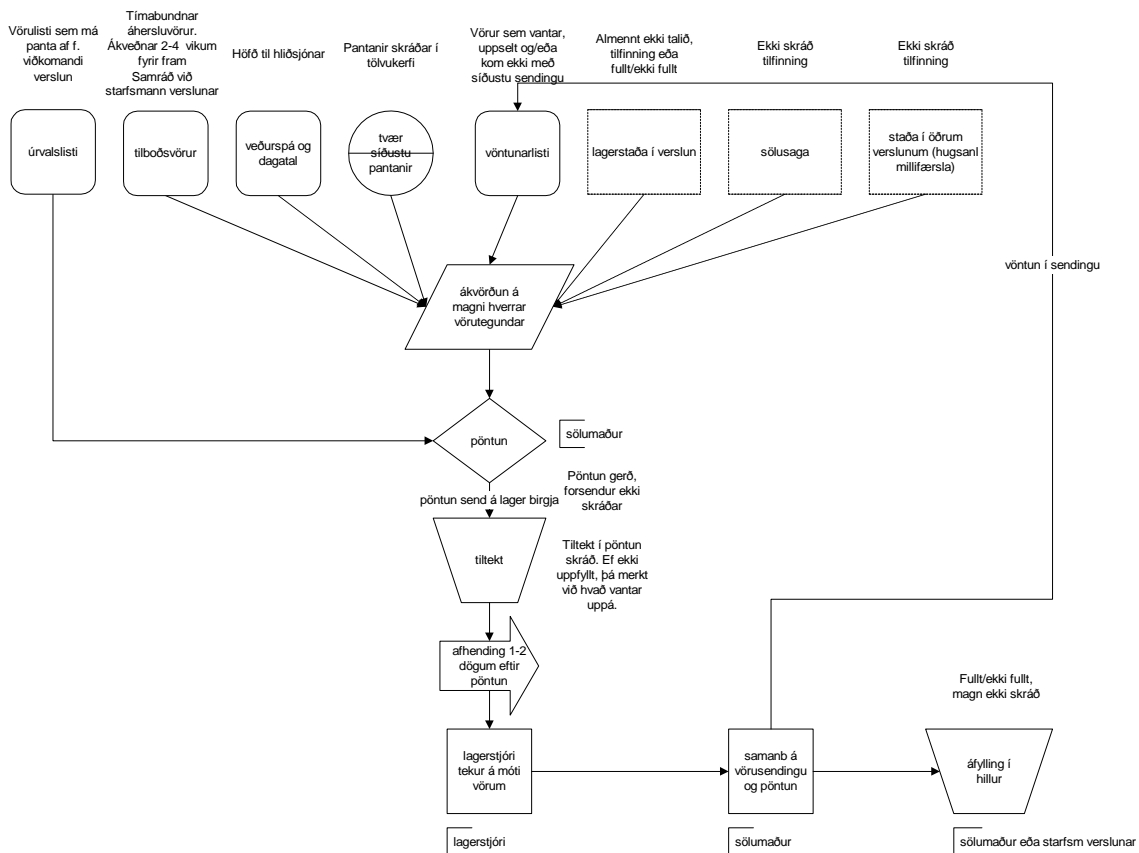 Vörulisti sem má
panta af f.
viðkomandi
verslun
Tímabundnar
áhersluvörur.
Ákveðnar 2-4 vikum
fyrir fram
Samráð við
starfsmann verslunar
Höfð til hliðsjónar
Pantanir skráðar í
tölvukerfi
Vörur sem vantar,
uppselt og/eða
kom ekki með
síðustu sendingu
Almennt ekki talið,
tilfinning eða
fullt/ekki fullt
Ekki skráð
tilfinning
Ekki skráð
tilfinning
úrvalslisti
tilboðsvörur
veðurspá og
dagatal
tvær
síðustu
pantanir
vöntunarlisti
lagerstaða í verslun
sölusaga
staða í öðrum
verslunum (hugsanl
millifærsla)
vöntun í sendingu
ákvörðun á
magni hverrar
vörutegundar
pöntun
sölumaður
pöntun send á lager birgja
Pöntun gerð,
forsendur ekki
skráðar
tiltekt
Tiltekt í pöntun
skráð. Ef ekki
uppfyllt, þá merkt
við hvað vantar
uppá.
afhending 1-2
dögum eftir
pöntun
Fullt/ekki fullt,
magn ekki skráð
lagerstjóri
tekur á móti
vörum
samanb á
vörusendingu
og pöntun
áfylling í
hillur
lagerstjóri
sölumaður
sölumaður eða starfsm verslunar